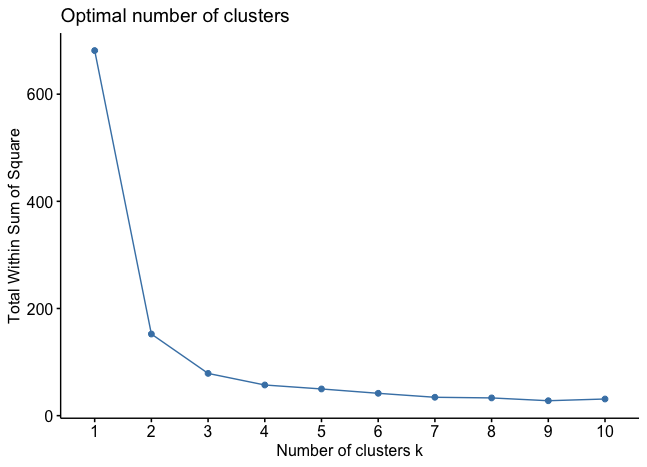 Optimal number of clusters
Total Within Sum of Square
600
400
200
0
1 2 3 4 5 6 7 8 9 10
Number of clusters k